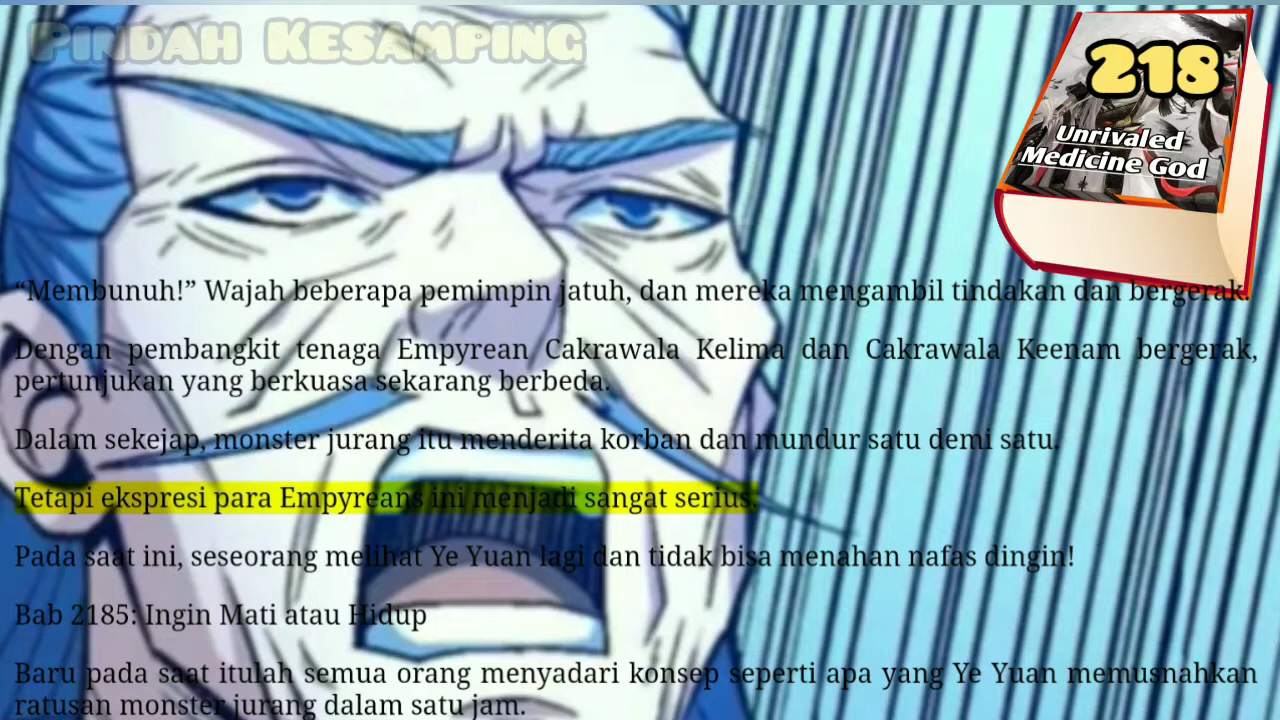 Pindah Kesamping
218
Unrivaled
Medicine God
“Membunuh!” Wajah beberapa pemimpin jatuh, dan mereka mengambil tindakan dan bergerak.
Dengan pembangkit tenaga Empyrean Cakrawala Kelima dan Cakrawala Keenam bergerak,
pertunjukan yang berkuasa sekarang berbeda.
Dalam sekejap, monster jurang itu menderita korban dan mundur satu demi satu.
Tetapi ekspresi para Empyreans ini menjadi sangat serius.
Pada saat ini, seseorang melihat Ye Yuan lagi dan tidak bisa menahan nafas dingin!
Bab 2185: Ingin Mati atau Hidup
Baru pada saat itulah semua orang menyadari konsep seperti apa yang Ye Yuan memusnahkan
ratusan monster jurang dalam satu jam.